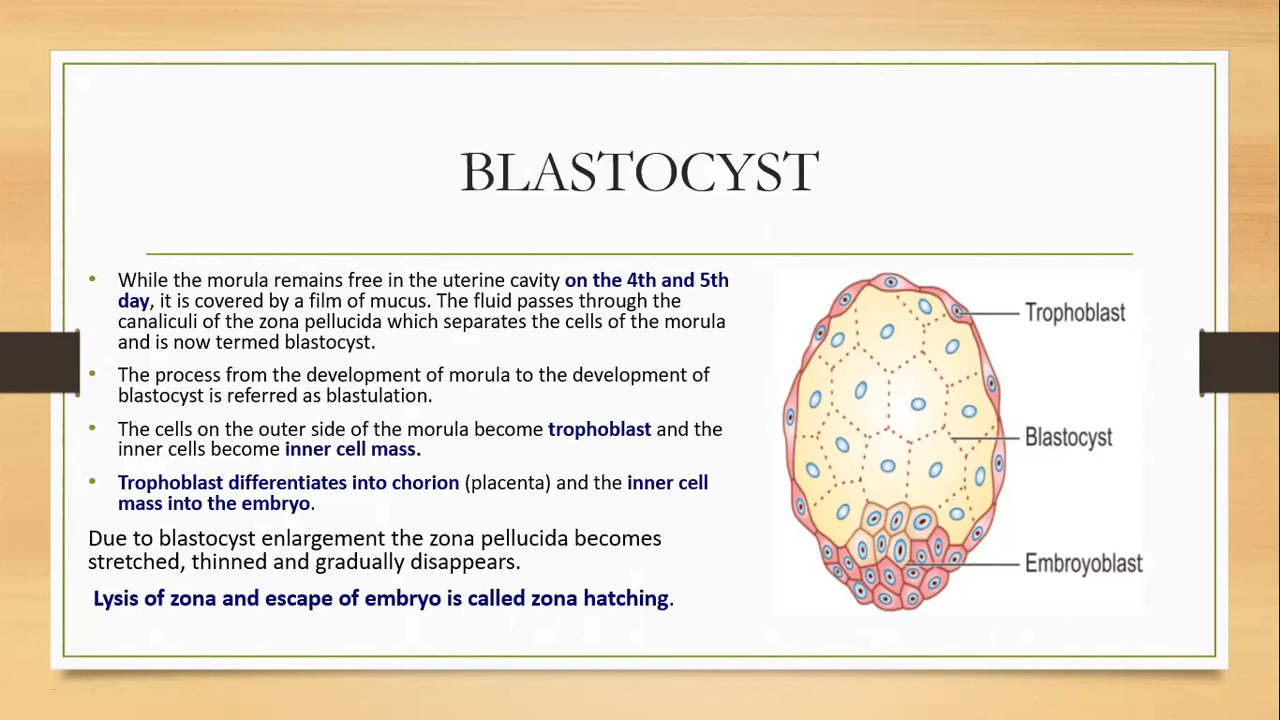 BLASTOCYST
• While the morula remains free in the uterine cavity on the 4th and 5th
day, it is covered by a film of mucus. The fluid passes through the
canaliculi of the zona pellucida which separates the cells of the morula
and is now termed blastocyst.
• The process from the development of morula to the development of
blastocyst is referred as blastulation.
• The cells on the outer side of the morula become trophoblast and the
inner cells become inner cell mass.
• Trophoblast differentiates into chorion (placenta) and the inner cell
mass into the embryo.
Due to blastocyst enlargement the zona pellucida becomes
stretched, thinned and gradually disappears.
Lysis of zona and escape of embryo is called zona hatching.
Trophoblast
Blastocyst
Embroyoblast